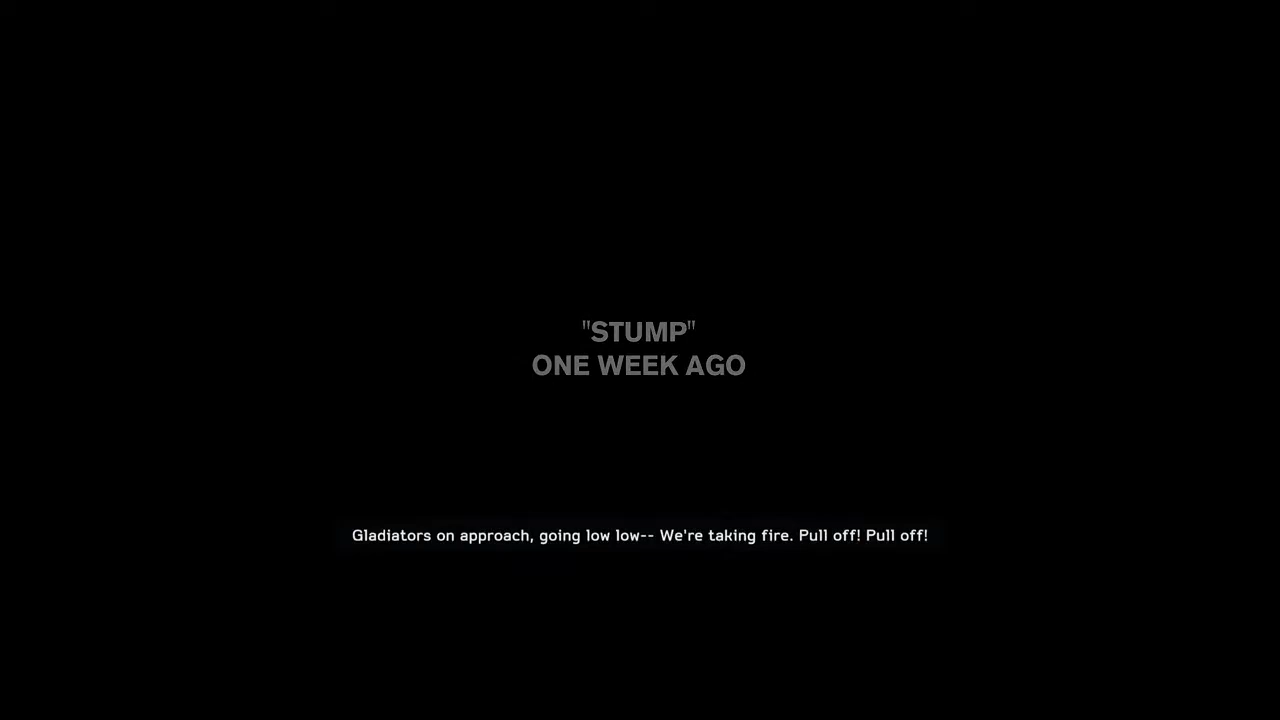 "STUMP"
ONE WEEK AGO
Gladiators on approach, going low low-- We're taking fire. Pull off! Pull off!